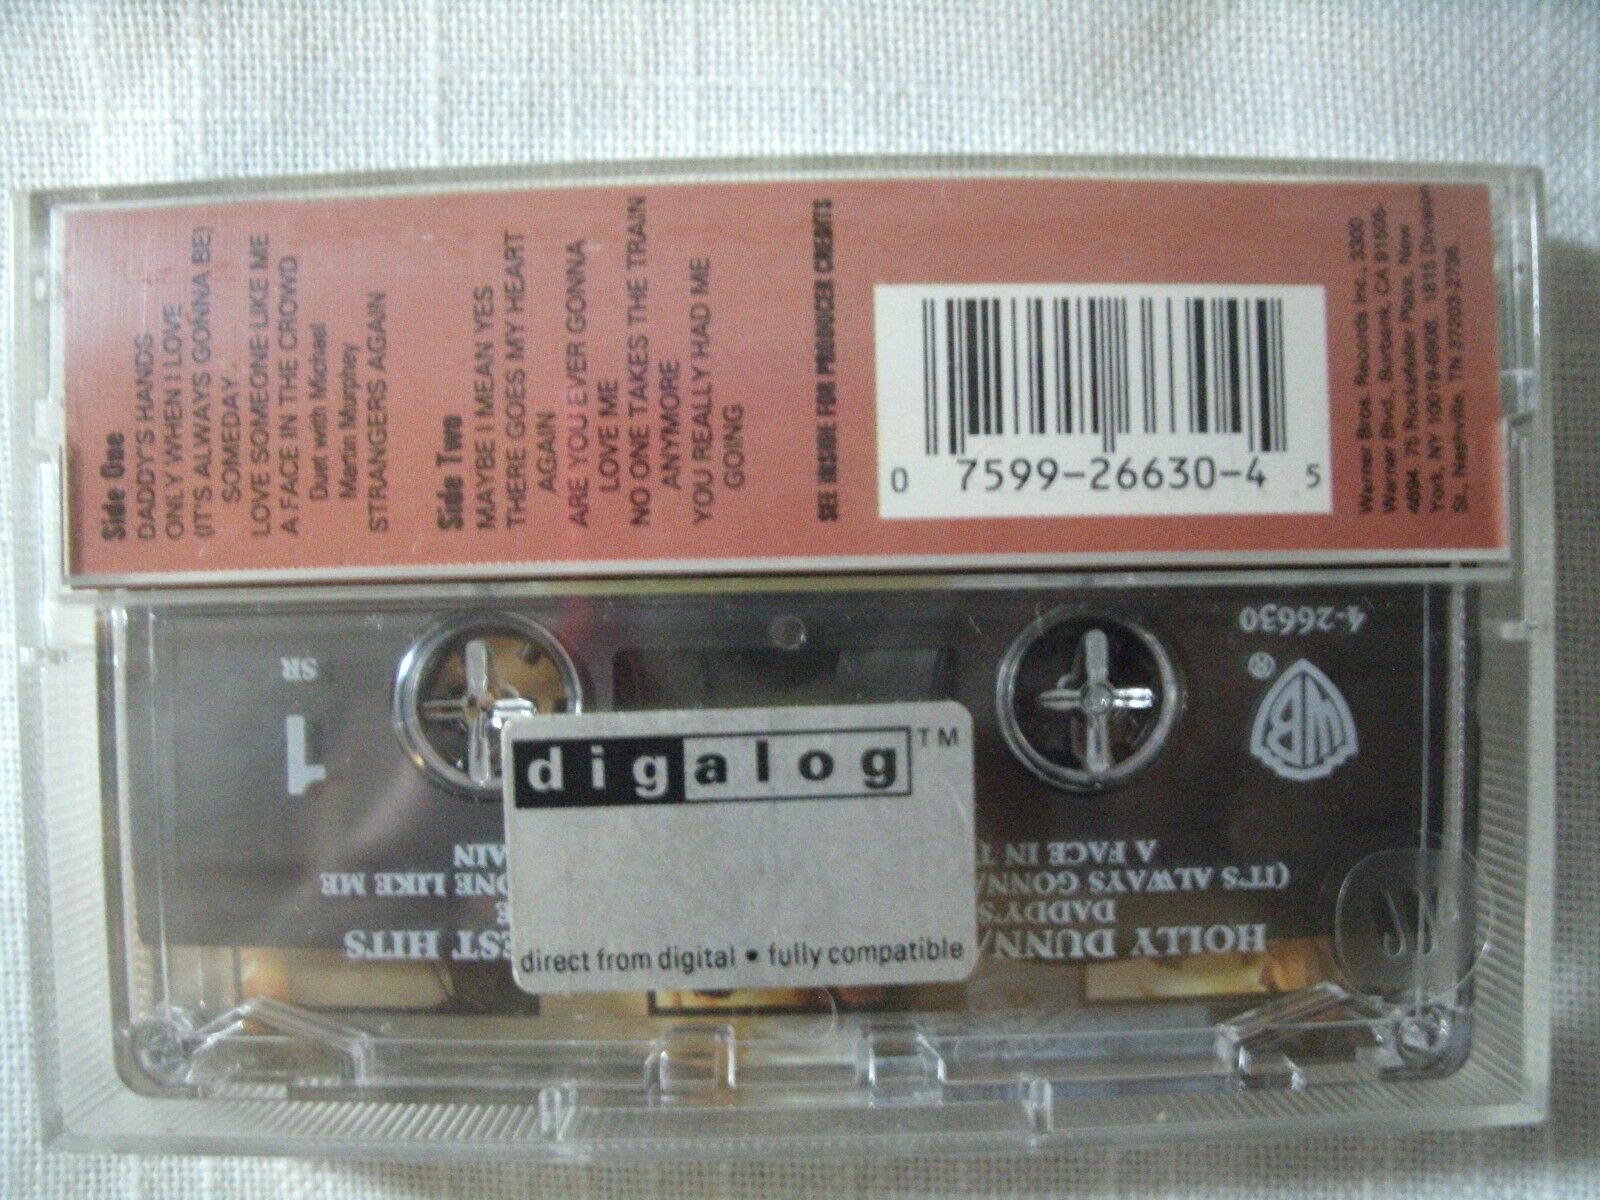 Side One
DADDY'S HANDS
ONLY WHEN I LOVE
(IT'S ALWAYS GONNA BE)
SOMEDAY
LOVE SOMEONE LIKE ME
A FACE IN THE CROWD
Duet with Michael
Martin Murphey
STRANGERS AGAIN
Side Two
MAYBE I MEAN YES
THERE GOES MY HEART
AGAIN
ARE YOU EVER GONNA
LOVE ME
NO ONE TAKES THE TRAIN
ANYMORE
YOU REALLY HAD ME
GOING
SEE INSIDE FOR PRODUCER CREDITS
0 7599-26630-4 5
Warner Bros. Records Inc., 3300
Warner Blvd., Burbank, CA 91505-
4694. 75 Rockefeller Plaza, New
York, NY 10019-6908. 1815 Division
St., Nashville, TN 37203-2796.
digalog™
direct from digital • fully compatible
4-26630
WB®
SR
1
A FACE IN T AIN
(IT'S ALWAYS GONNA ONE LIKE ME
DADDY'S E
HOLLY DUNNA EST HITS